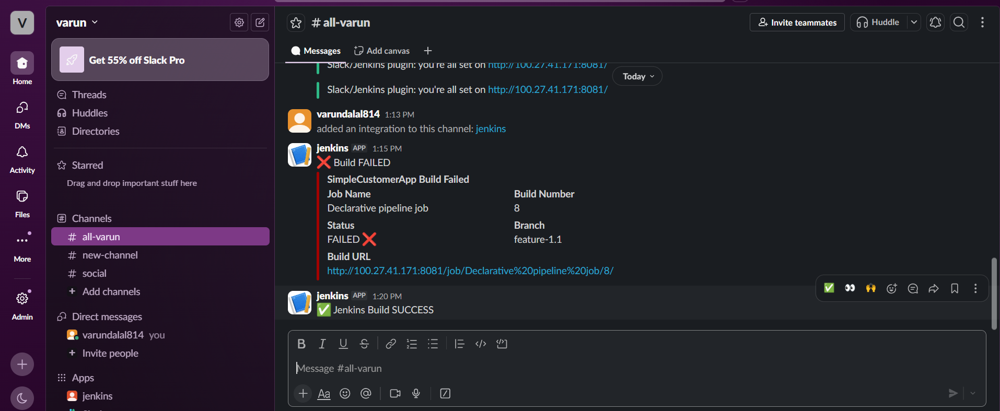 V
varun
# all-varun
Invite teammates
Huddle
Get 55% off Slack Pro
Messages
Add canvas
Home
DMs
Activity
Files
More
Admin
Threads
Huddles
Directories
Starred
Drag and drop important stuff here
Channels
# all-varun
# new-channel
# social
+ Add channels
Direct messages
varundalal814 you
+ Invite people
Apps
jenkins
Slack/Jenkins plugin: you're all set on http://100.27.41.171:8081/
Today
Slack/Jenkins plugin: you're all set on http://100.27.41.171:8081/
varundalal814 1:13 PM
added an integration to this channel: jenkins
jenkins APP 1:15 PM
❌ Build FAILED
SimpleCustomerApp Build Failed
Job Name Build Number
Declarative pipeline job 8
Status Branch
FAILED ❌ feature-1.1
Build URL
http://100.27.41.171:8081/job/Declarative%20pipeline%20job/8/
jenkins APP 1:20 PM
✅ Jenkins Build SUCCESS
B I U S
Message #all-varun
+ Aa @